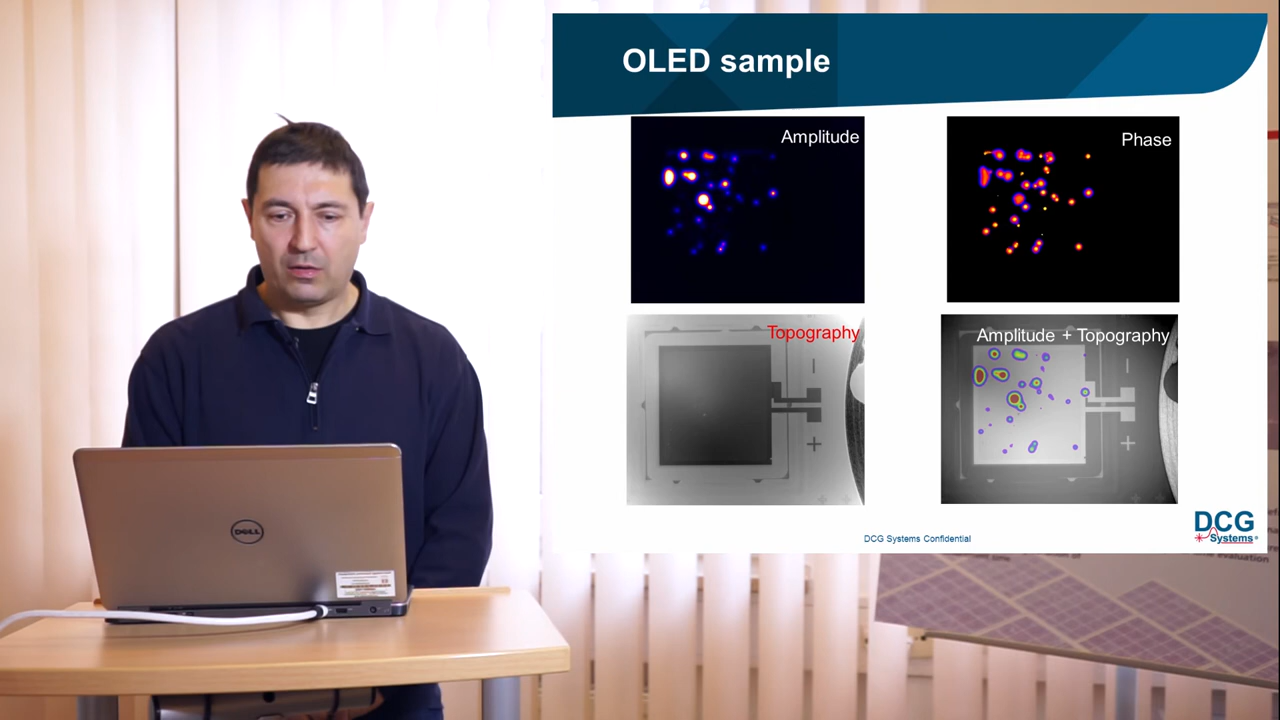 OLED sample
Amplitude
Phase
Topography
Amplitude + Topography
DCG
Systems
DCG Systems Confidential
DELL